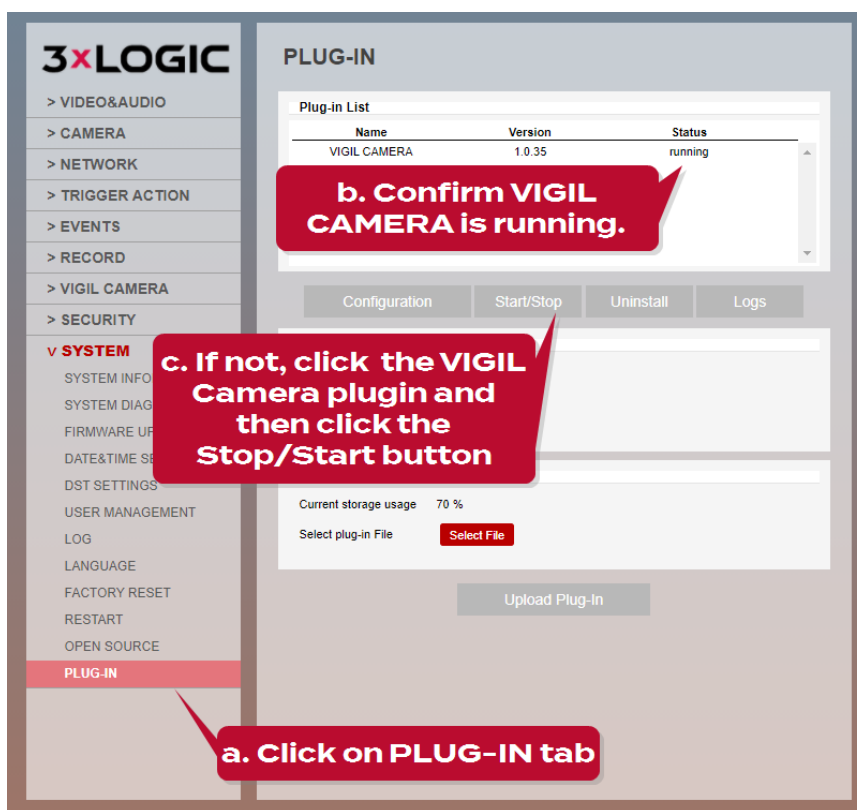 3xLOGIC
> VIDEO&AUDIO
> CAMERA
> NETWORK
> TRIGGER ACTION
> EVENTS
> RECORD
> VIGIL CAMERA
> SECURITY
v SYSTEM
SYSTEM INFO
SYSTEM DIAG
FIRMWARE UP
DATE&TIME SE
DST SETTINGS
USER MANAGEMENT
LOG
LANGUAGE
FACTORY RESET
RESTART
OPEN SOURCE
PLUG-IN
PLUG-IN
Plug-in List
Name Version Status
VIGIL CAMERA 1.0.35 running
b. Confirm VIGIL
CAMERA is running.
Configuration Start/Stop Uninstall Logs
c. If not, click the VIGIL
Camera plugin and
then click the
Stop/Start button
Current storage usage 70 %
Select plug-in File Select File
Upload Plug-In
a. Click on PLUG-IN tab